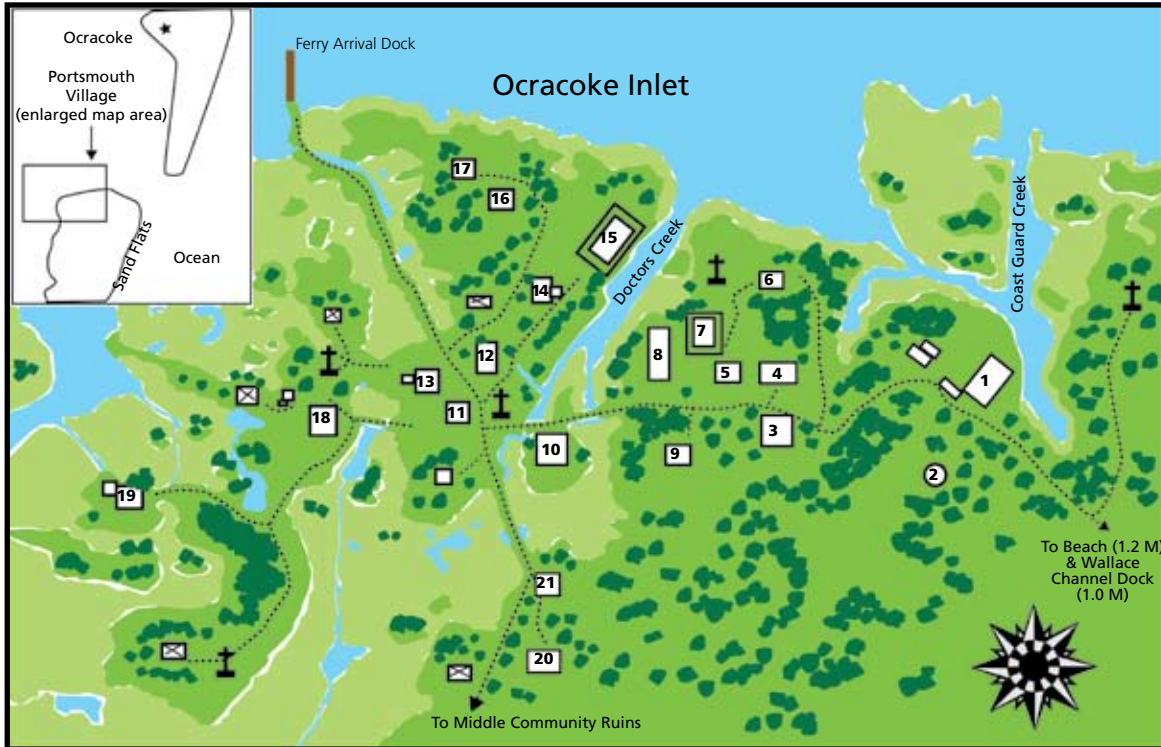 Ocracoke
Portsmouth
Village
(enlarged map area)
Sand Flats
Ocean
Ferry Arrival Dock
Ocracoke Inlet
Doctors Creek
Coast Guard Creek
17
16
15
14
6
7
8
5
4
1
12
13
11
18
10
3
9
2
19
To Beach (1.2 M)
& Wallace
Channel Dock
(1.0 M)
21
20
To Middle Community Ruins